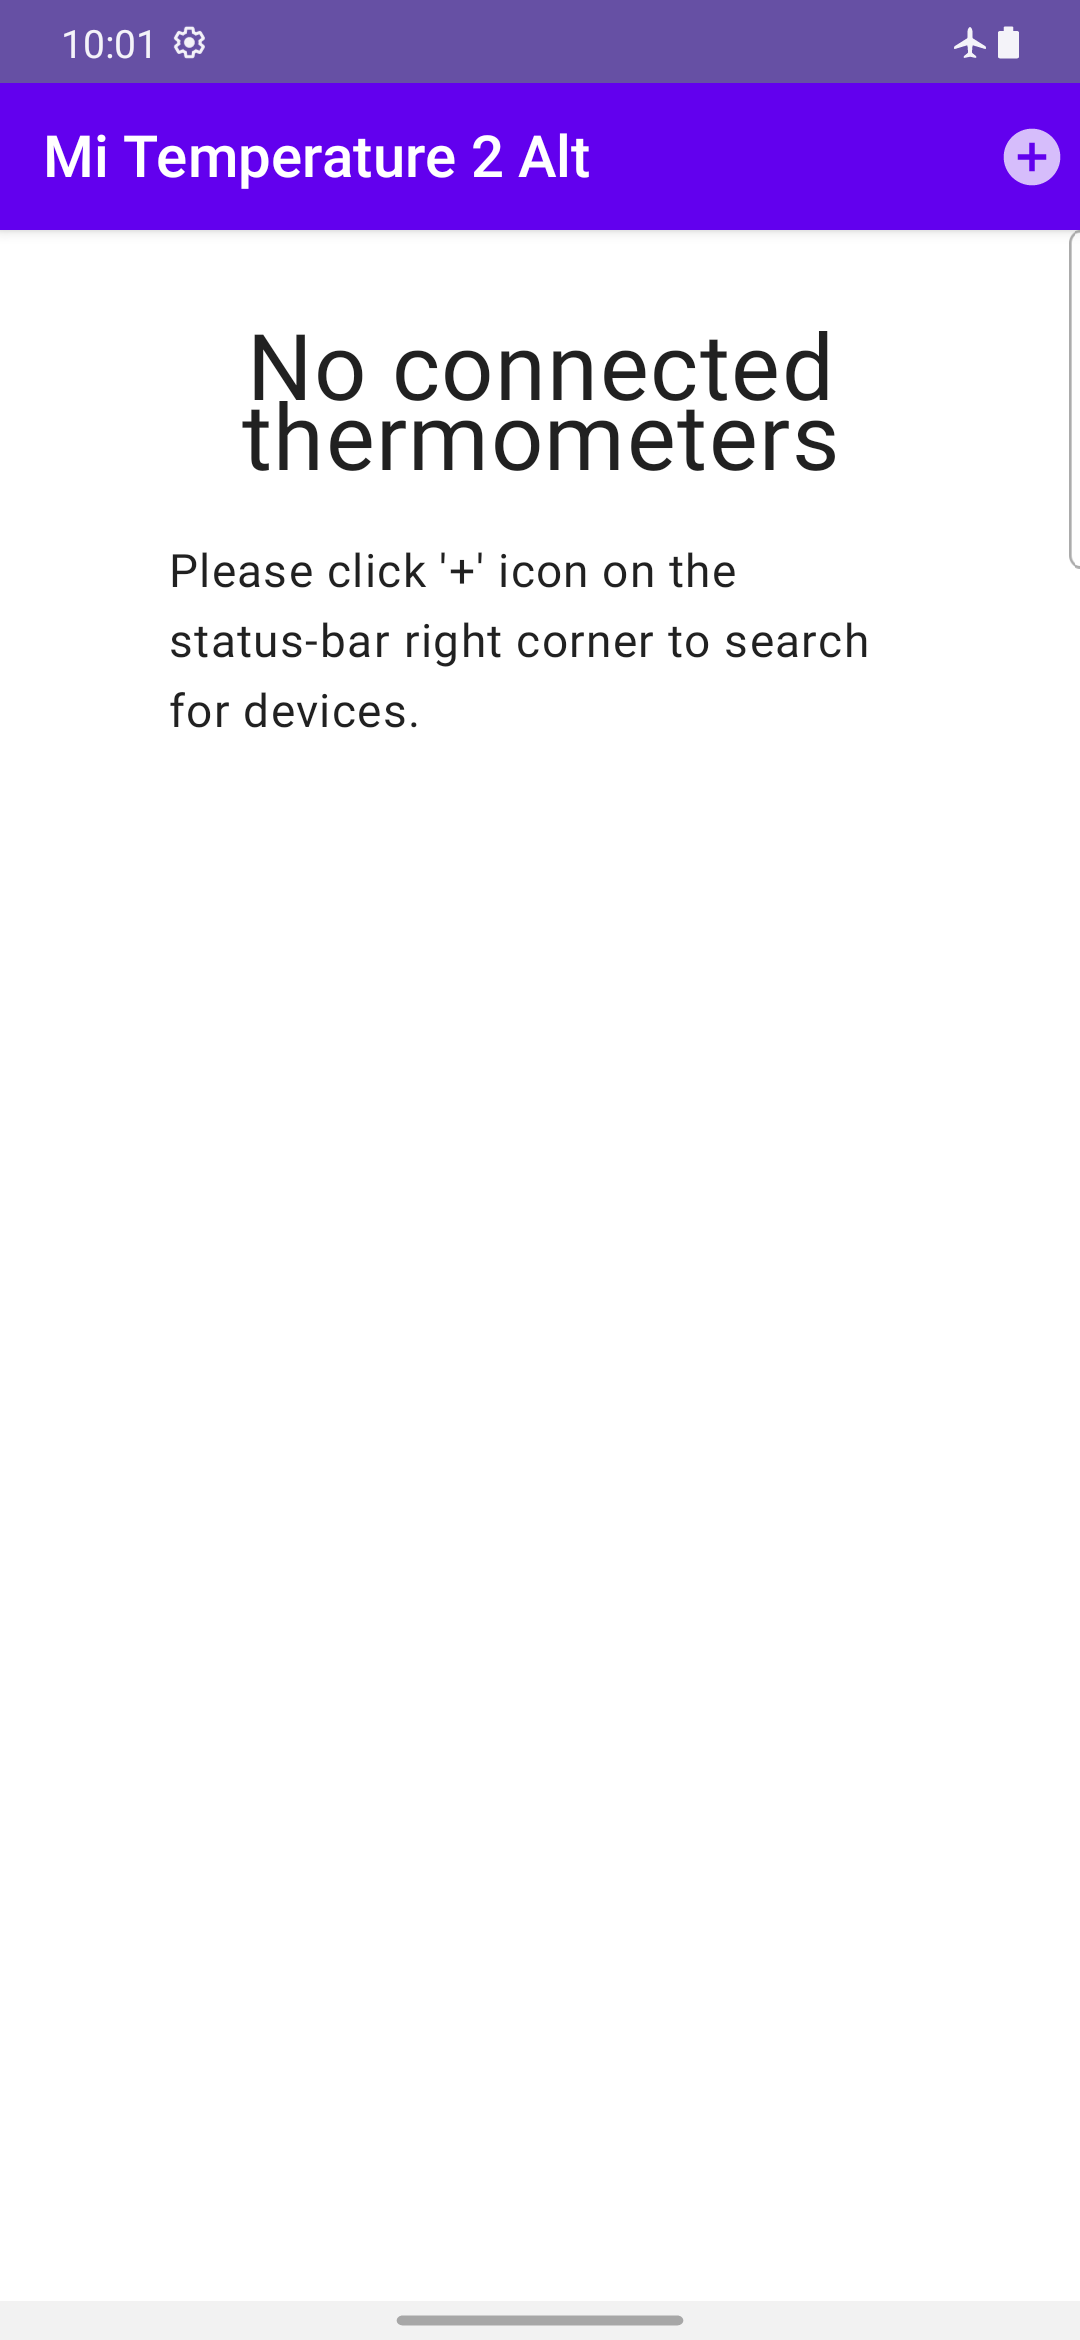 10:01
Mi Temperature 2 Alt
No connected
thermometers
Please click '+' icon on the
status-bar right corner to search
for devices.